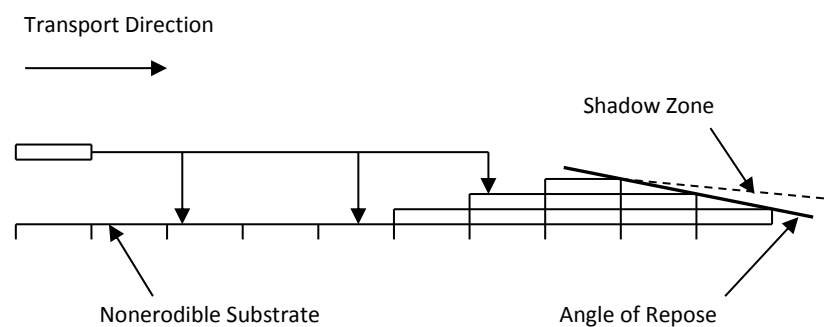 Transport Direction
Shadow Zone
Nonerodible Substrate
Angle of Repose